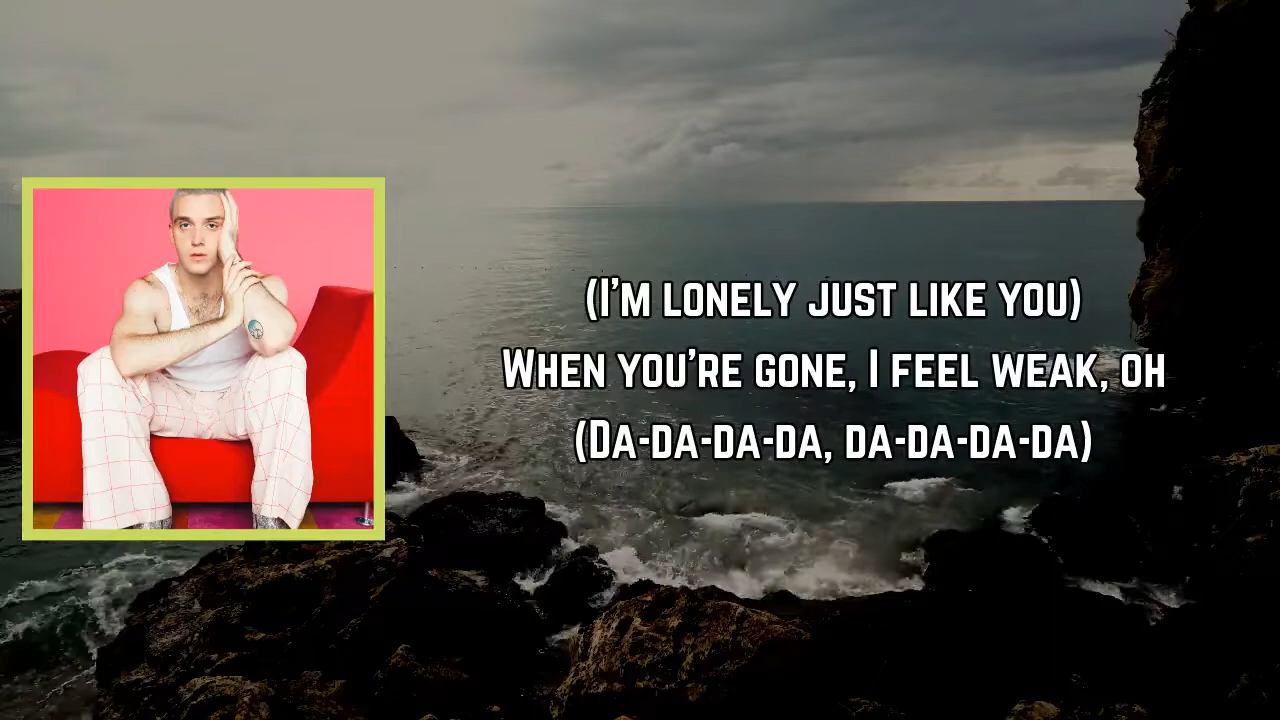 (I'm lonely just like you)
When you're gone, I feel weak, oh
(Da-da-da-da, da-da-da-da)